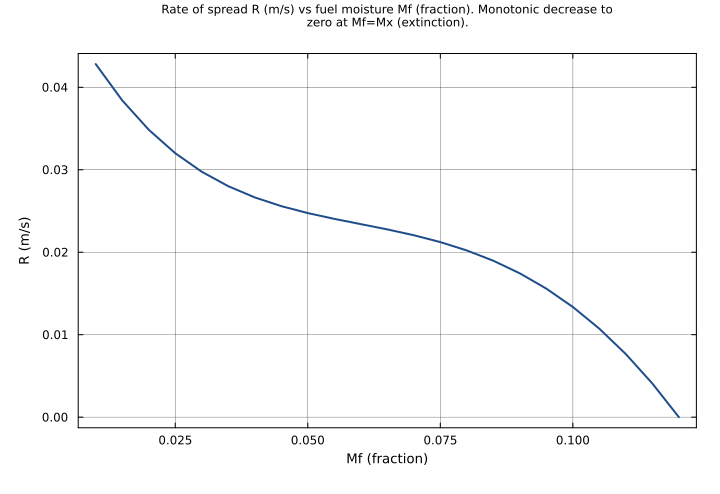 Rate of spread R (m/s) vs fuel moisture Mf (fraction). Monotonic decrease to
zero at Mf=Mx (extinction).
0.04
0.03
0.02
0.01
0.00
R (m/s)
0.025
0.050
0.075
0.100
Mf (fraction)